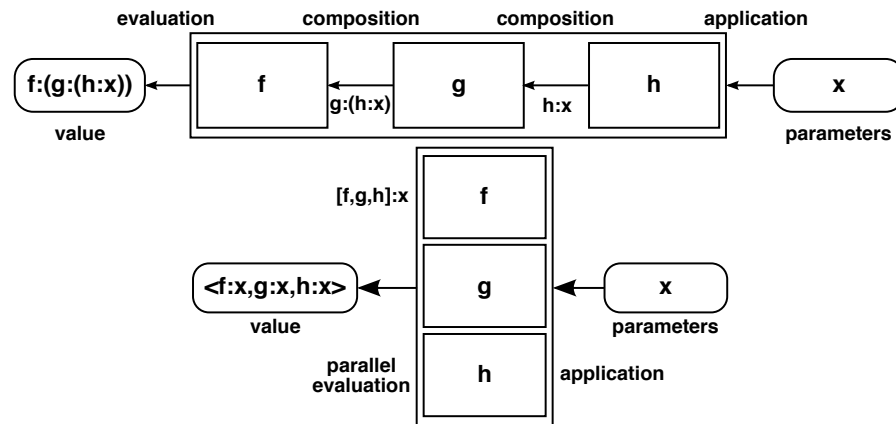 evaluation composition composition application
f:(g:(h:x)) f g h x
g:(h:x) h:x
value parameters
[f,g,h]:x f
<f:x,g:x,h:x> g x
value parameters
parallel
evaluation h application